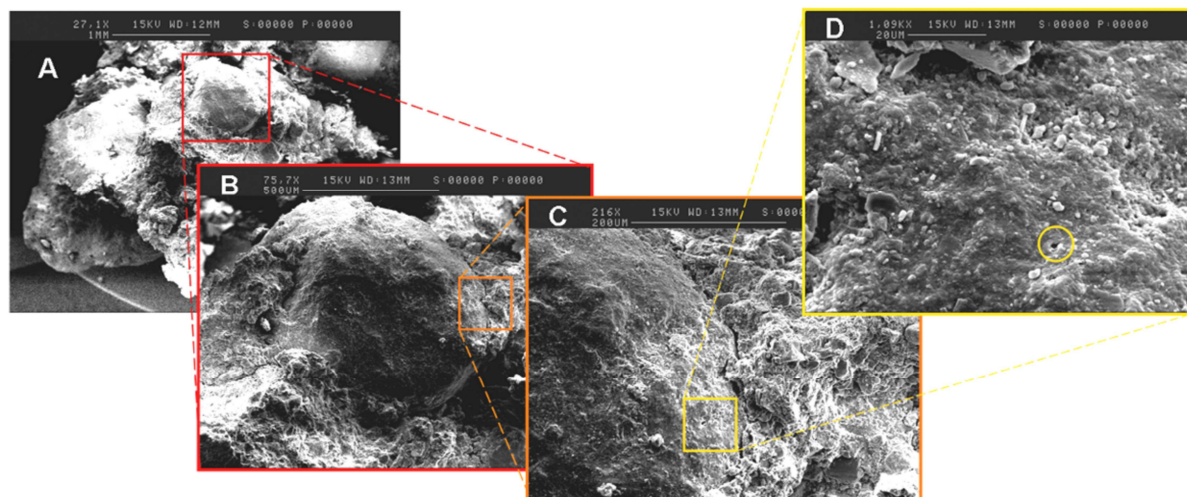 27,1X 15KV WD:12MM S:00000 P:00000
1MM
A
75,7X 15KV WD:13MM S:00000 P:00000
500UM
B
216X 15KV WD:13MM S:0000
200UM
C
1,09KX 15KV WD:13MM S:00000 P:00000
20UM
D